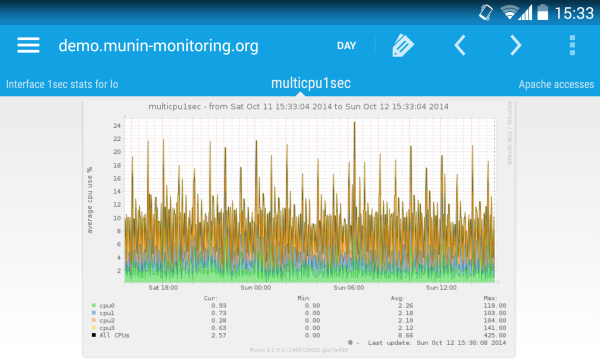 15:33
demo.munin-monitoring.org
DAY
Interface 1sec stats for lo
multicpu1sec
Apache accesses
multicpu1sec - from Sat Oct 11 15:33:04 2014 to Sun Oct 12 15:33:04 2014
average cpu use %
24
22
20
18
16
14
12
10
8
6
4
2
Sat 18:00 Sun 00:00 Sun 06:00 Sun 12:00
Cur: Min: Avg: Max:
cpu0 0.93 0.00 2.26 118.00
cpu1 0.73 0.00 2.18 103.00
cpu2 0.28 0.00 2.10 104.00
cpu3 0.63 0.00 2.12 141.00
All CPUs 2.57 0.00 8.66 425.00
- Last update: Sun Oct 12 15:30:08 2014